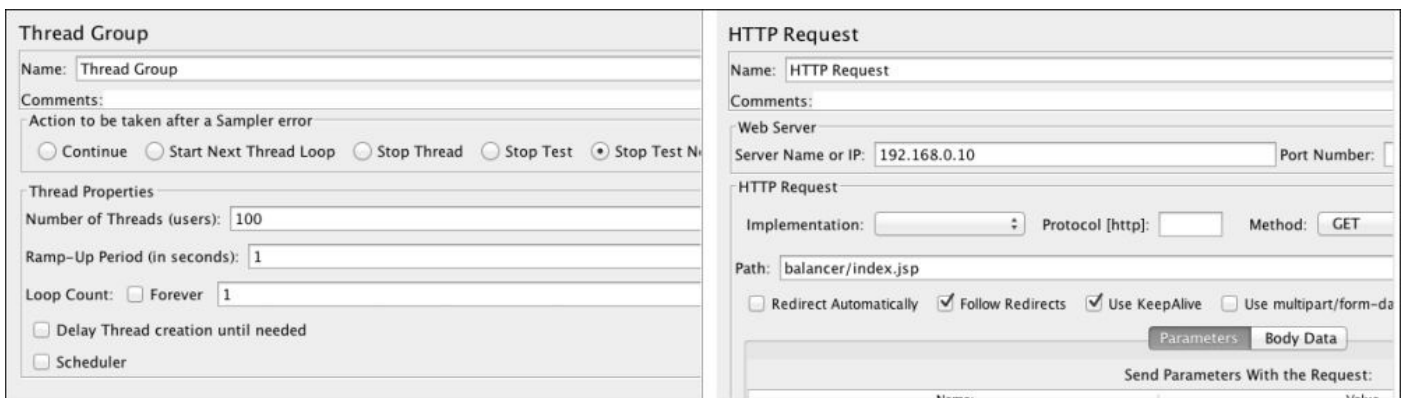 Thread Group
Name: Thread Group
Comments:
Action to be taken after a Sampler error
Continue Start Next Thread Loop Stop Thread Stop Test Stop Test
Thread Properties
Number of Threads (users): 100
Ramp-Up Period (in seconds): 1
Loop Count: Forever 1
Delay Thread creation until needed
Scheduler
HTTP Request
Name: HTTP Request
Comments:
Web Server
Server Name or IP: 192.168.0.10 Port Number:
HTTP Request
Implementation: Protocol [http]: Method: GET
Path: balancer/index.jsp
Redirect Automatically Follow Redirects Use KeepAlive Use multipart/form-da
Parameters Body Data
Send Parameters With the Request: